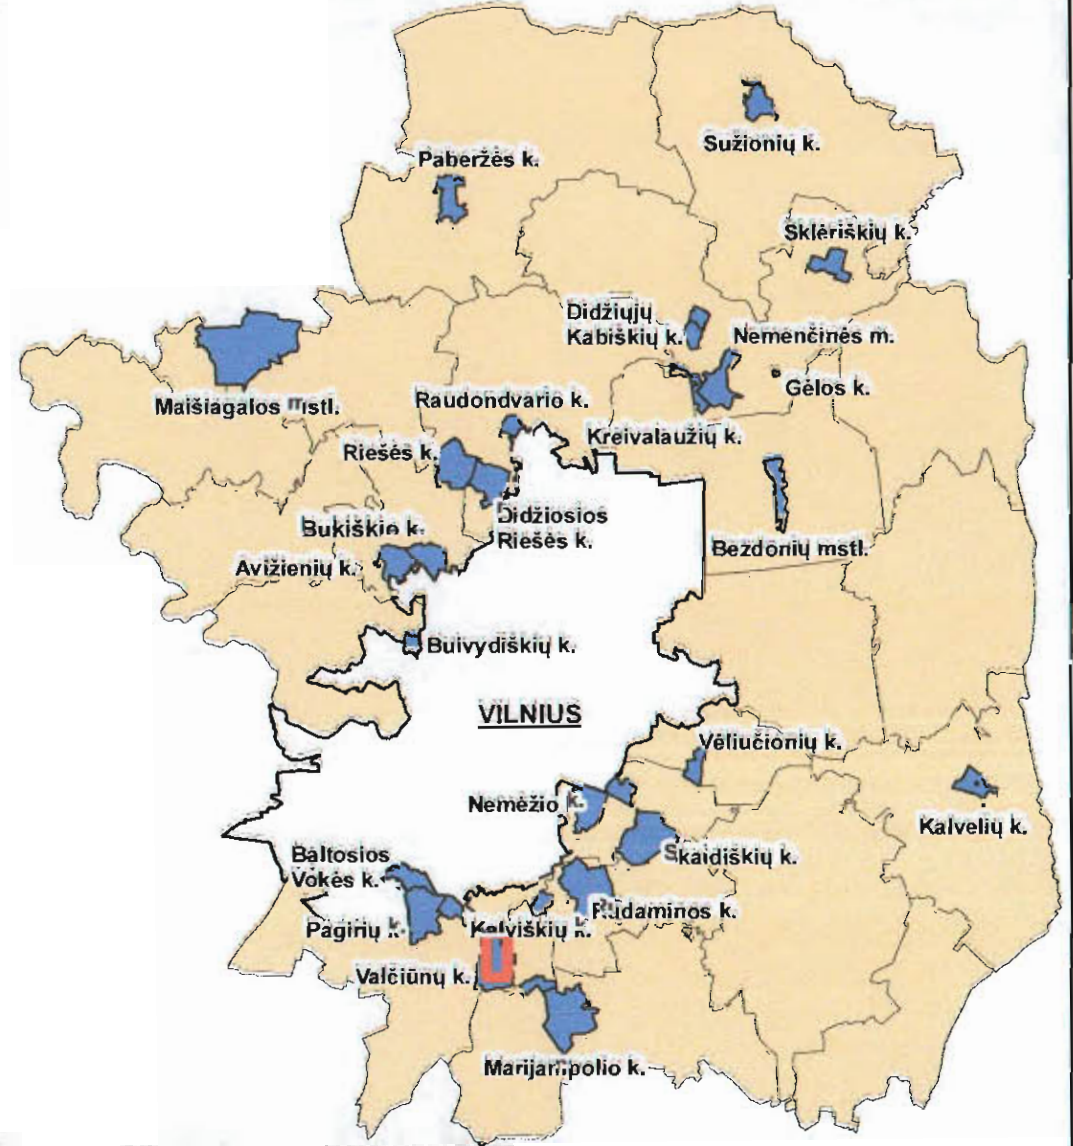 Sužionių k.
Paberžės k.
Sklėriškių k.
Didžiųjų
Kabiškių k.
Nemenčinės m.
Gėlos k.
Maišiagalos mstl.
Raudondvario k.
Kreivalaužių k.
Riešės k.
Didžiosios
Riešės k.
Bukiškio k.
Bezdonių mstl.
Avižienių k.
Buivydiškių k.
VILNIUS
Vėliučionių k.
Nemėžio k.
Kalvelių k.
Skaidiškių k.
Baltosios
Vokės k.
Rudaminos k.
Pagirių k.
Kalviškių k.
Valčiūnų k.
Marijampolio k.